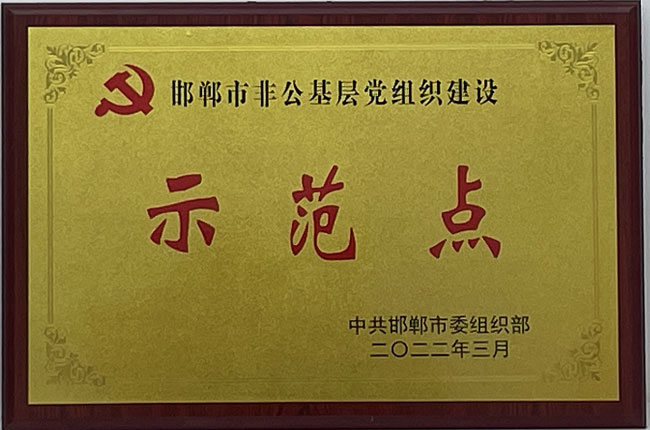 邯郸市非公基层党组织建设
示范点
中共邯郸市委组织部
二〇二二年三月